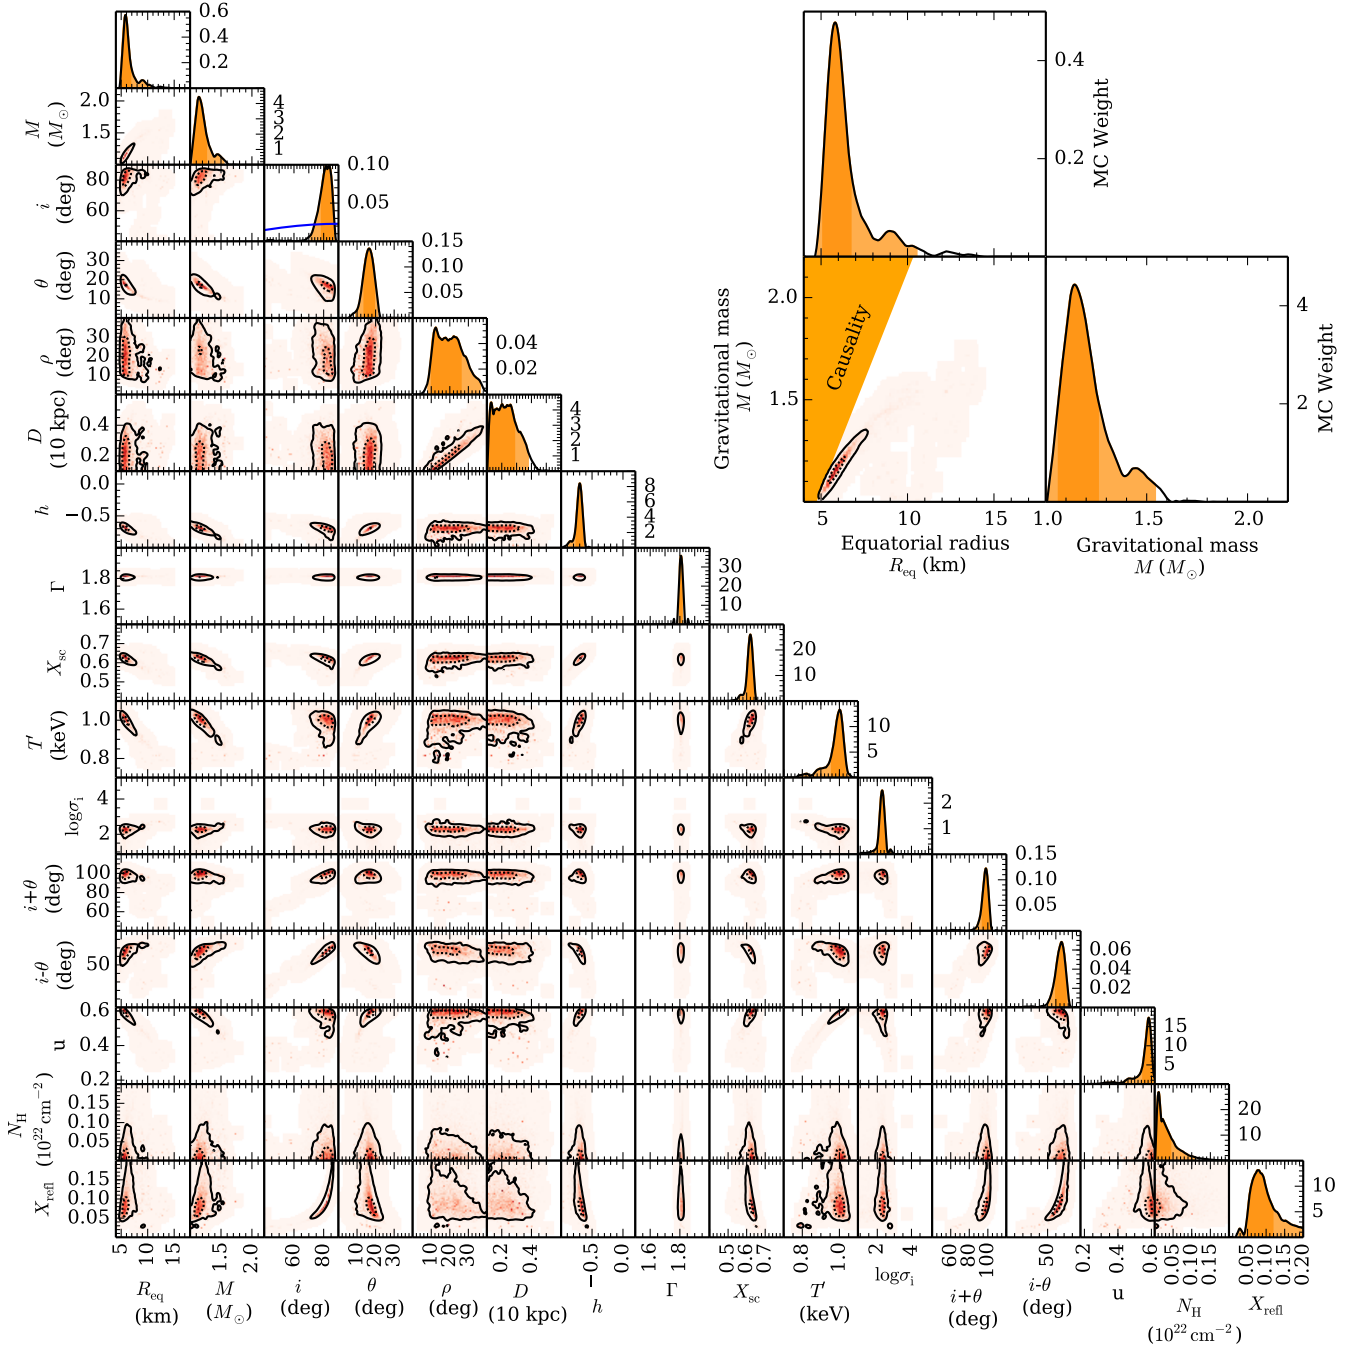 0.6
0.4
0.2
2.0
1.5
M
(M⊙)
4
3
2
1
80
60
i
(deg)
0.10
0.05
30
20
10
θ
(deg)
0.15
0.10
0.05
30
20
10
ρ
(deg)
0.04
0.02
0.4
0.2
D
(10 kpc)
4
3
2
1
0.0
−0.5
h
8
6
4
2
1.8
1.6
Γ
30
20
10
0.7
0.6
0.5
Xsc
20
10
1.0
0.8
T′
(keV)
10
5
4
2
logσi
2
1
100
80
60
i+θ
(deg)
0.15
0.10
0.05
50
i-θ
(deg)
0.06
0.04
0.02
0.6
0.4
0.2
u
15
10
5
0.15
0.10
0.05
NH
(10²² cm⁻²)
20
10
0.15
0.10
0.05
Xrefl
10
5
5 10 15
1.5 2.0
60 80
10 20 30
10 20 30
0.2 0.4
−0.5 0.0
1.6 1.8
0.5 0.6 0.7
0.8 1.0
2 4
60 80 100
50
0.2 0.4 0.6
0.05 0.10 0.15
0.05 0.10 0.15 0.20
Req
(km)
M
(M⊙)
i
(deg)
θ
(deg)
ρ
(deg)
D
(10 kpc)
h
Γ
Xsc
T′
(keV)
logσi
i+θ
(deg)
i-θ
(deg)
u
NH
(10²² cm⁻²)
Xrefl
0.4
0.2
MC Weight
Causality
2.0
1.5
Gravitational mass
M (M⊙)
4
2
MC Weight
5 10 15
1.0 1.5 2.0
Equatorial radius
Req (km)
Gravitational mass
M (M⊙)